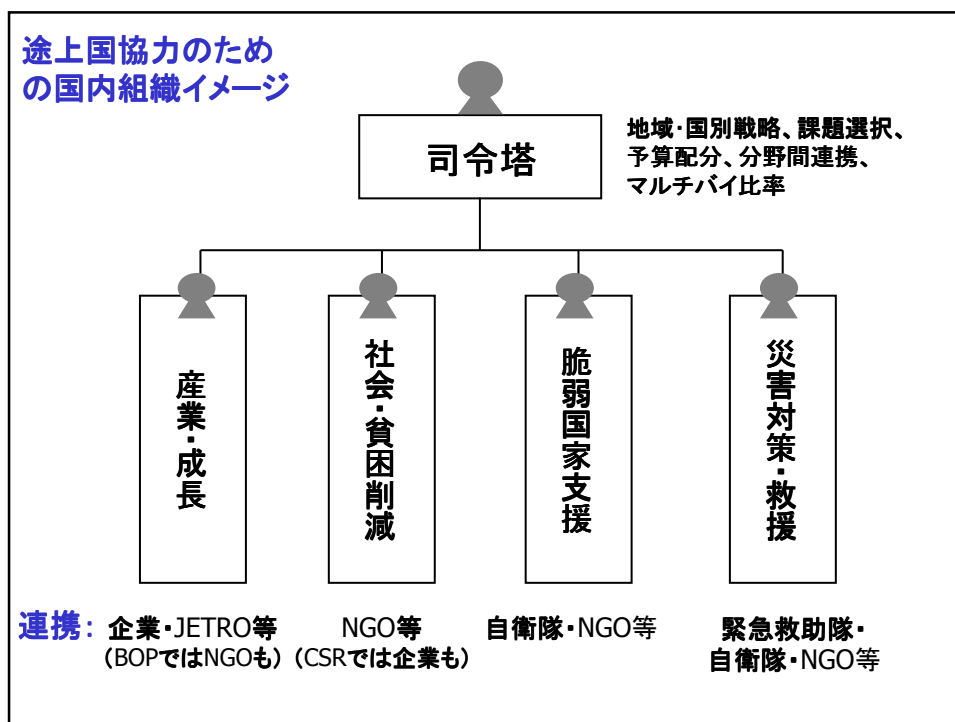 途上国協力のため
の国内組織イメージ
司令塔
地域・国別戦略、課題選択、
予算配分、分野間連携、
マルチバイ比率
産業・成長
社会・貧困削減
脆弱国家支援
災害対策・救援
連携: 企業・JETRO等
(BOPではNGOも)
NGO等
(CSRでは企業も)
自衛隊・NGO等
緊急救助隊・
自衛隊・NGO等